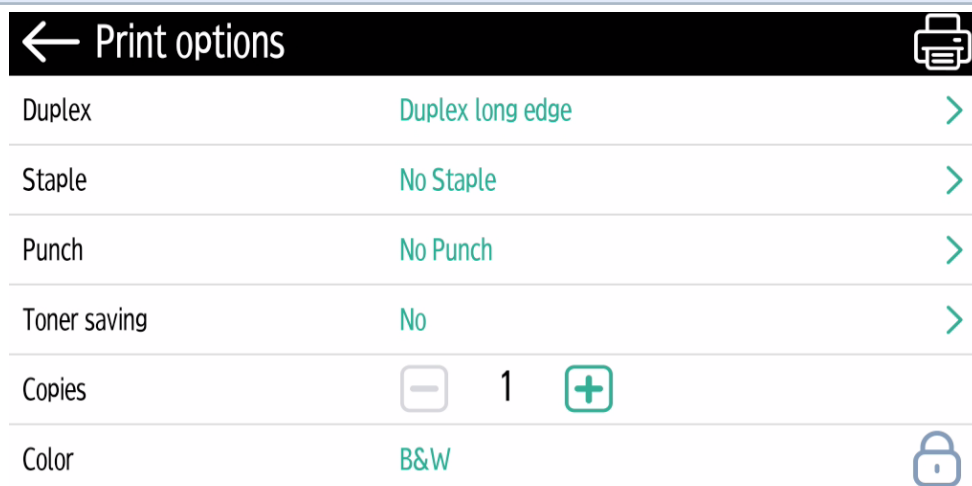 Print options
Duplex Duplex long edge
Staple No Staple
Punch No Punch
Toner saving No
Copies 1
Color B&W